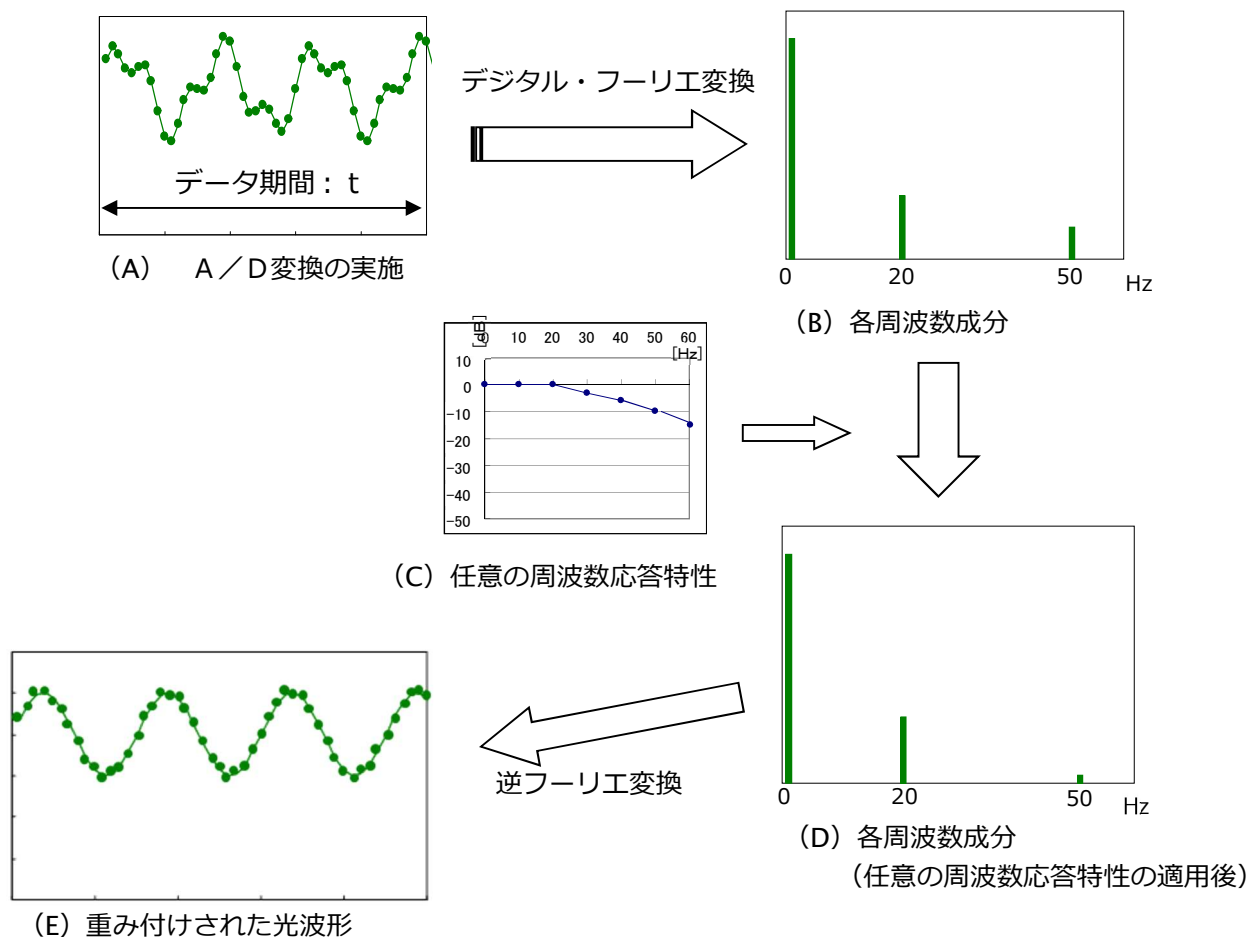 デジタル・フーリエ変換
データ期間：ｔ
（A）　Ａ／Ｄ変換の実施
0 20 50 Hz
（B）各周波数成分
[dB]
0 10 20 30 40 50 60
[Hz]
10
0
-10
-20
-30
-40
-50
（C）任意の周波数応答特性
0 20 50 Hz
（D）各周波数成分
（任意の周波数応答特性の適用後）
逆フーリエ変換
（E）重み付けされた光波形